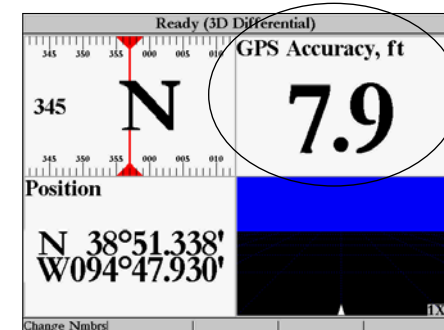 Ready (3D Differential)
345 350 355 000 005 010
GPS Accuracy, ft
345 N
7.9
345 350 355 000 005 010
Position
N 38°51.338'
W094°47.930'
1X
Change Nmbrs